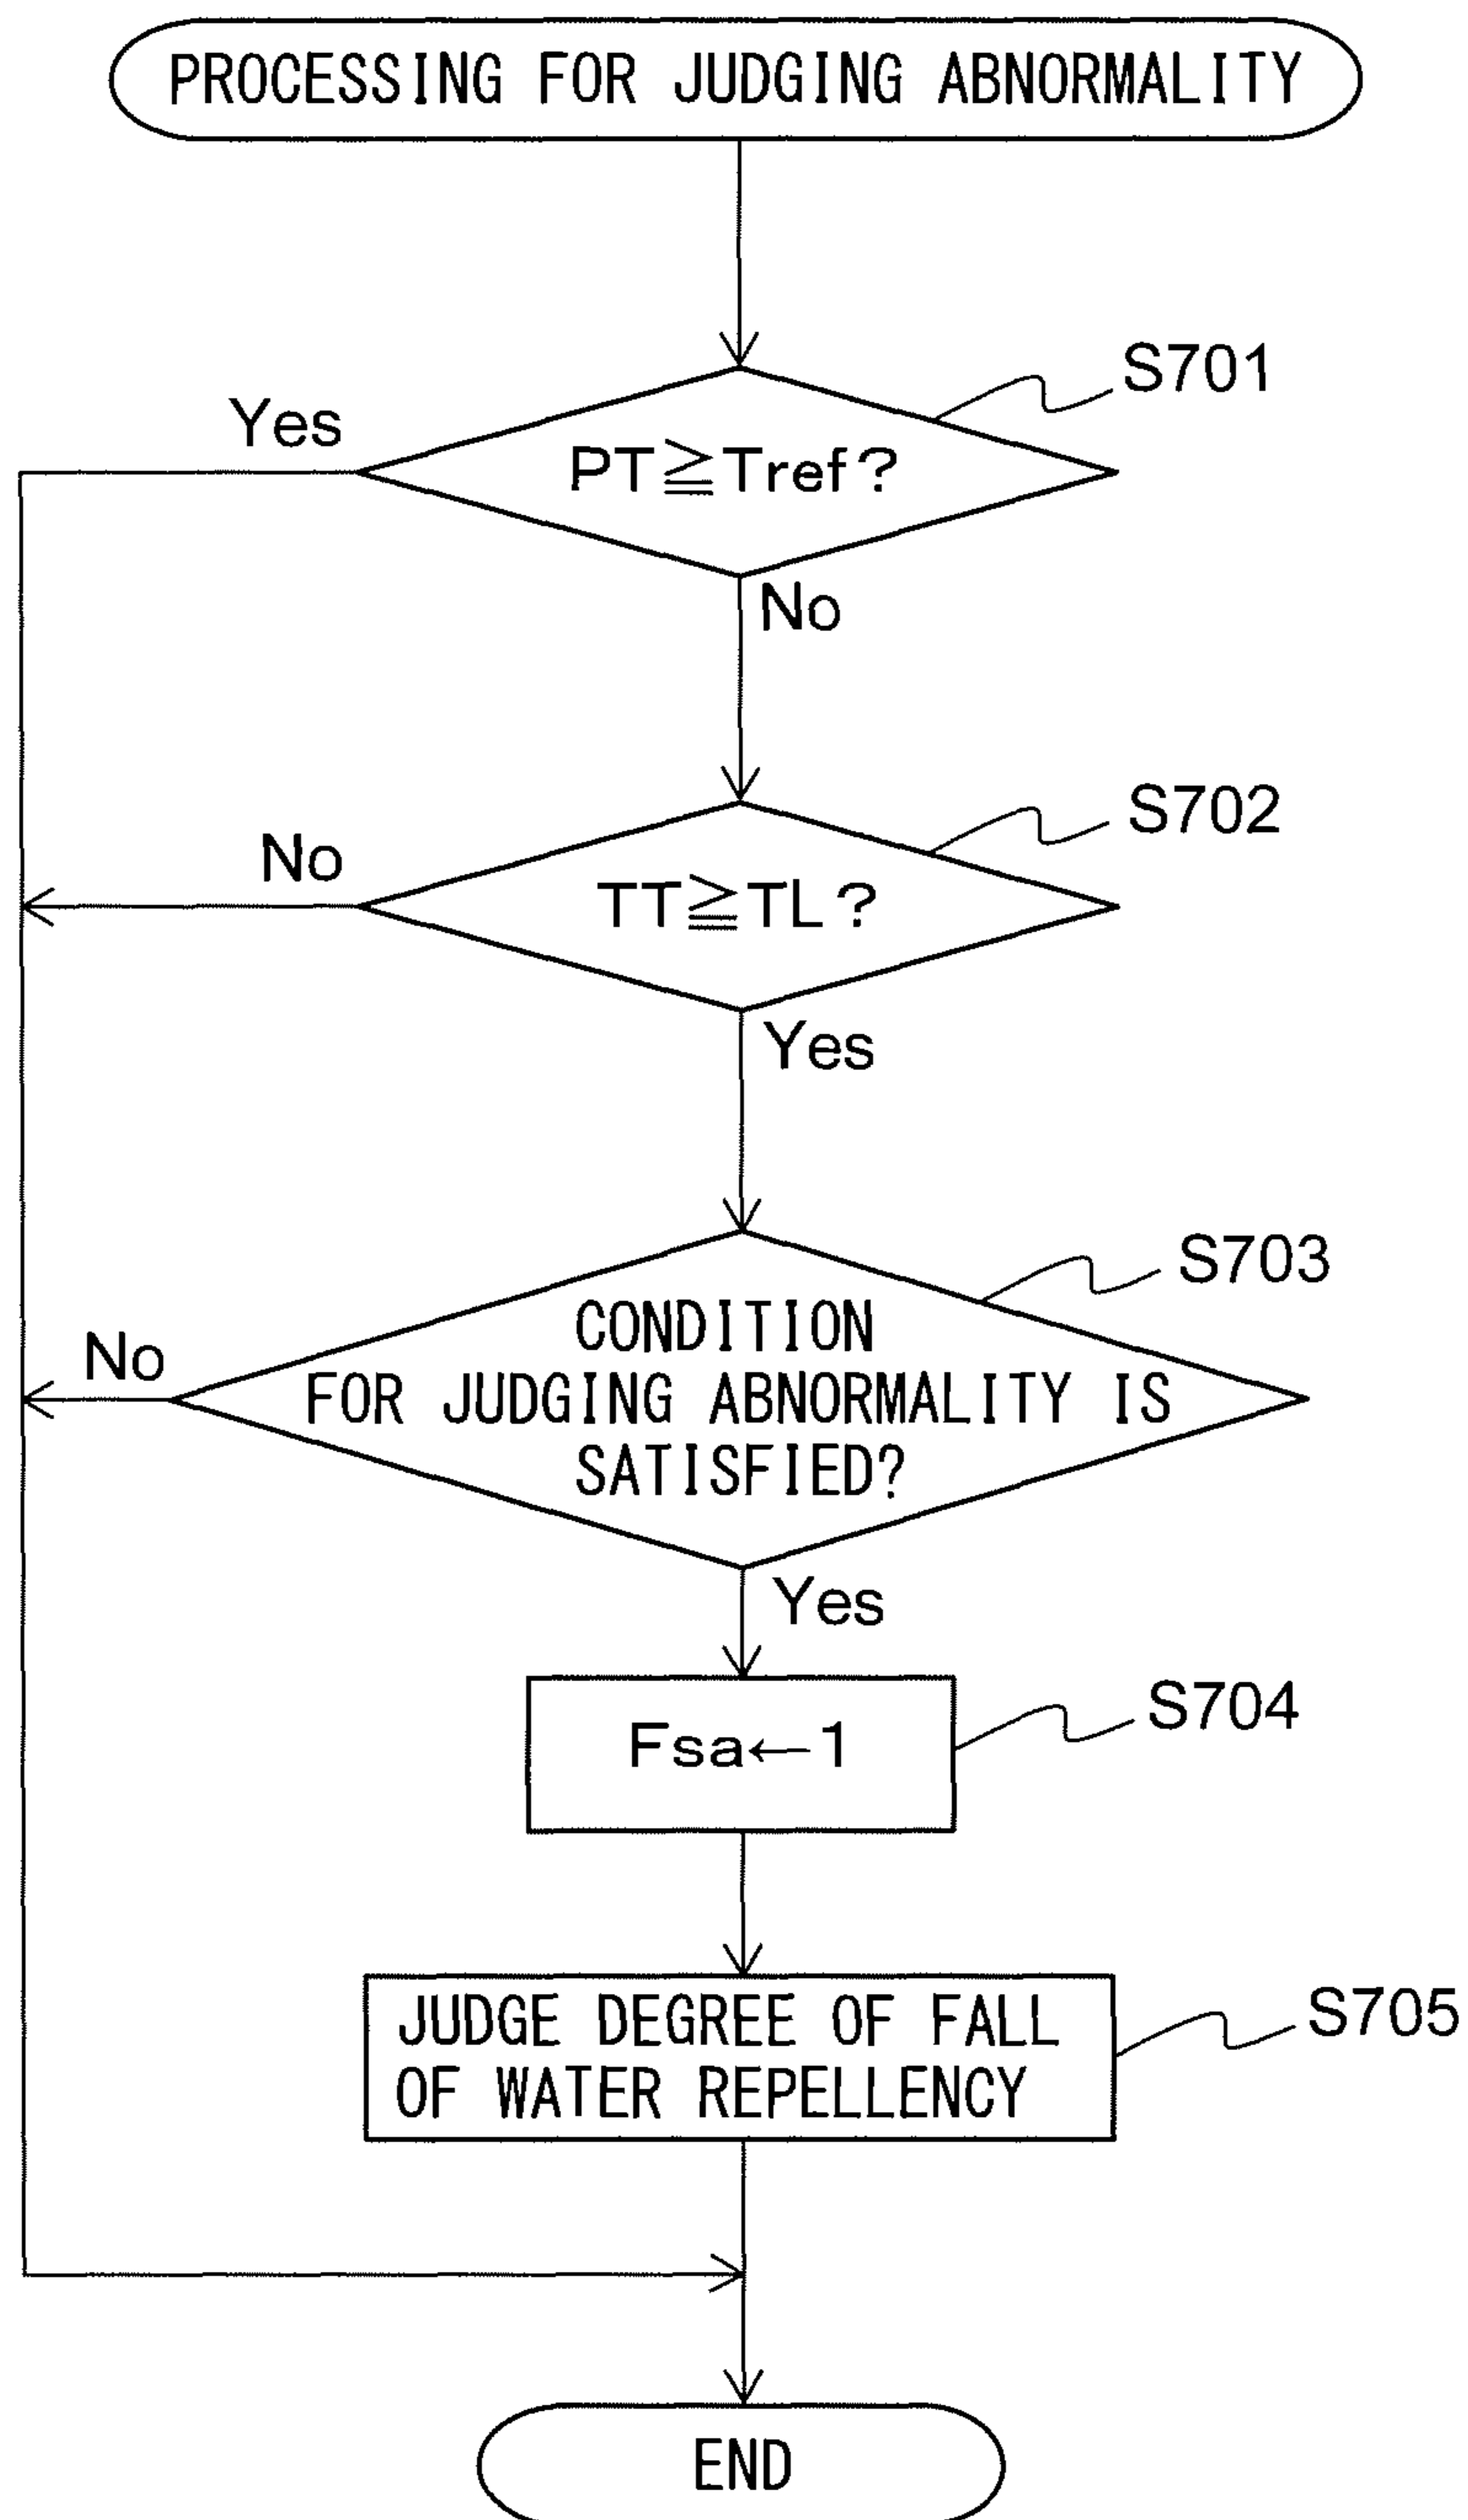 PROCESSING FOR JUDGING ABNORMALITY
S701
Yes
PT≧Tref?
No
S702
No
TT≧TL?
Yes
S703
No
CONDITION
FOR JUDGING ABNORMALITY IS
SATISFIED?
Yes
S704
Fsa←1
S705
JUDGE DEGREE OF FALL
OF WATER REPELLENCY
END